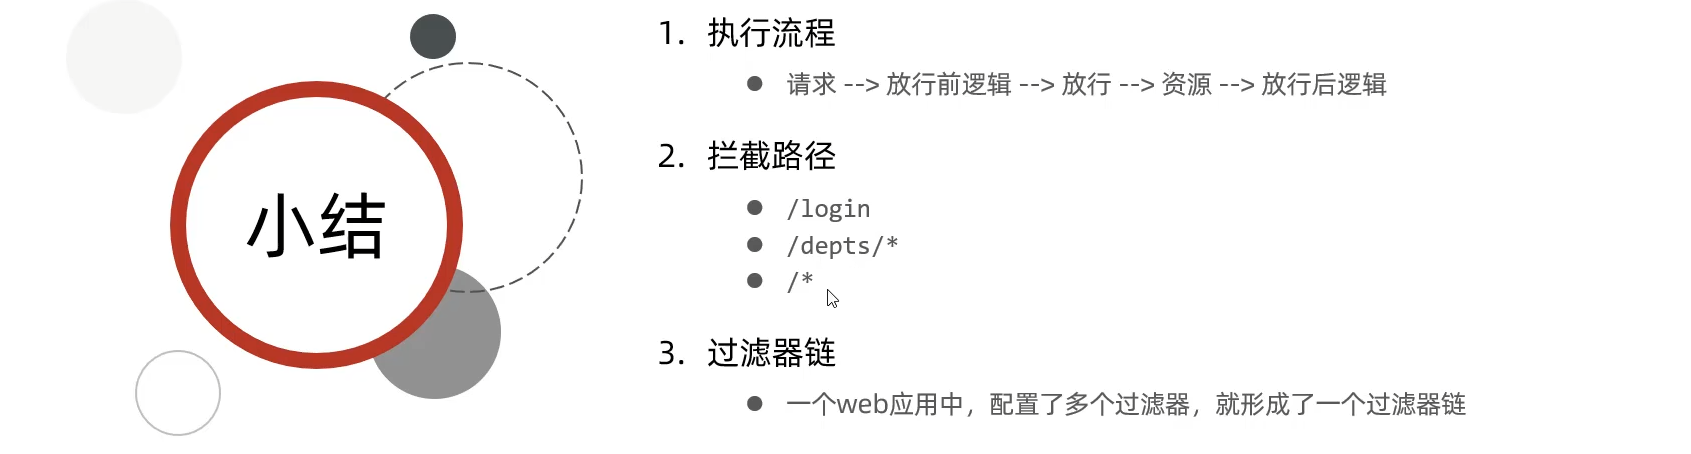 小结
1. 执行流程
● 请求 --> 放行前逻辑 --> 放行 --> 资源 --> 放行后逻辑
2. 拦截路径
● /login
● /depts/*
● /*
3. 过滤器链
● 一个web应用中，配置了多个过滤器，就形成了一个过滤器链